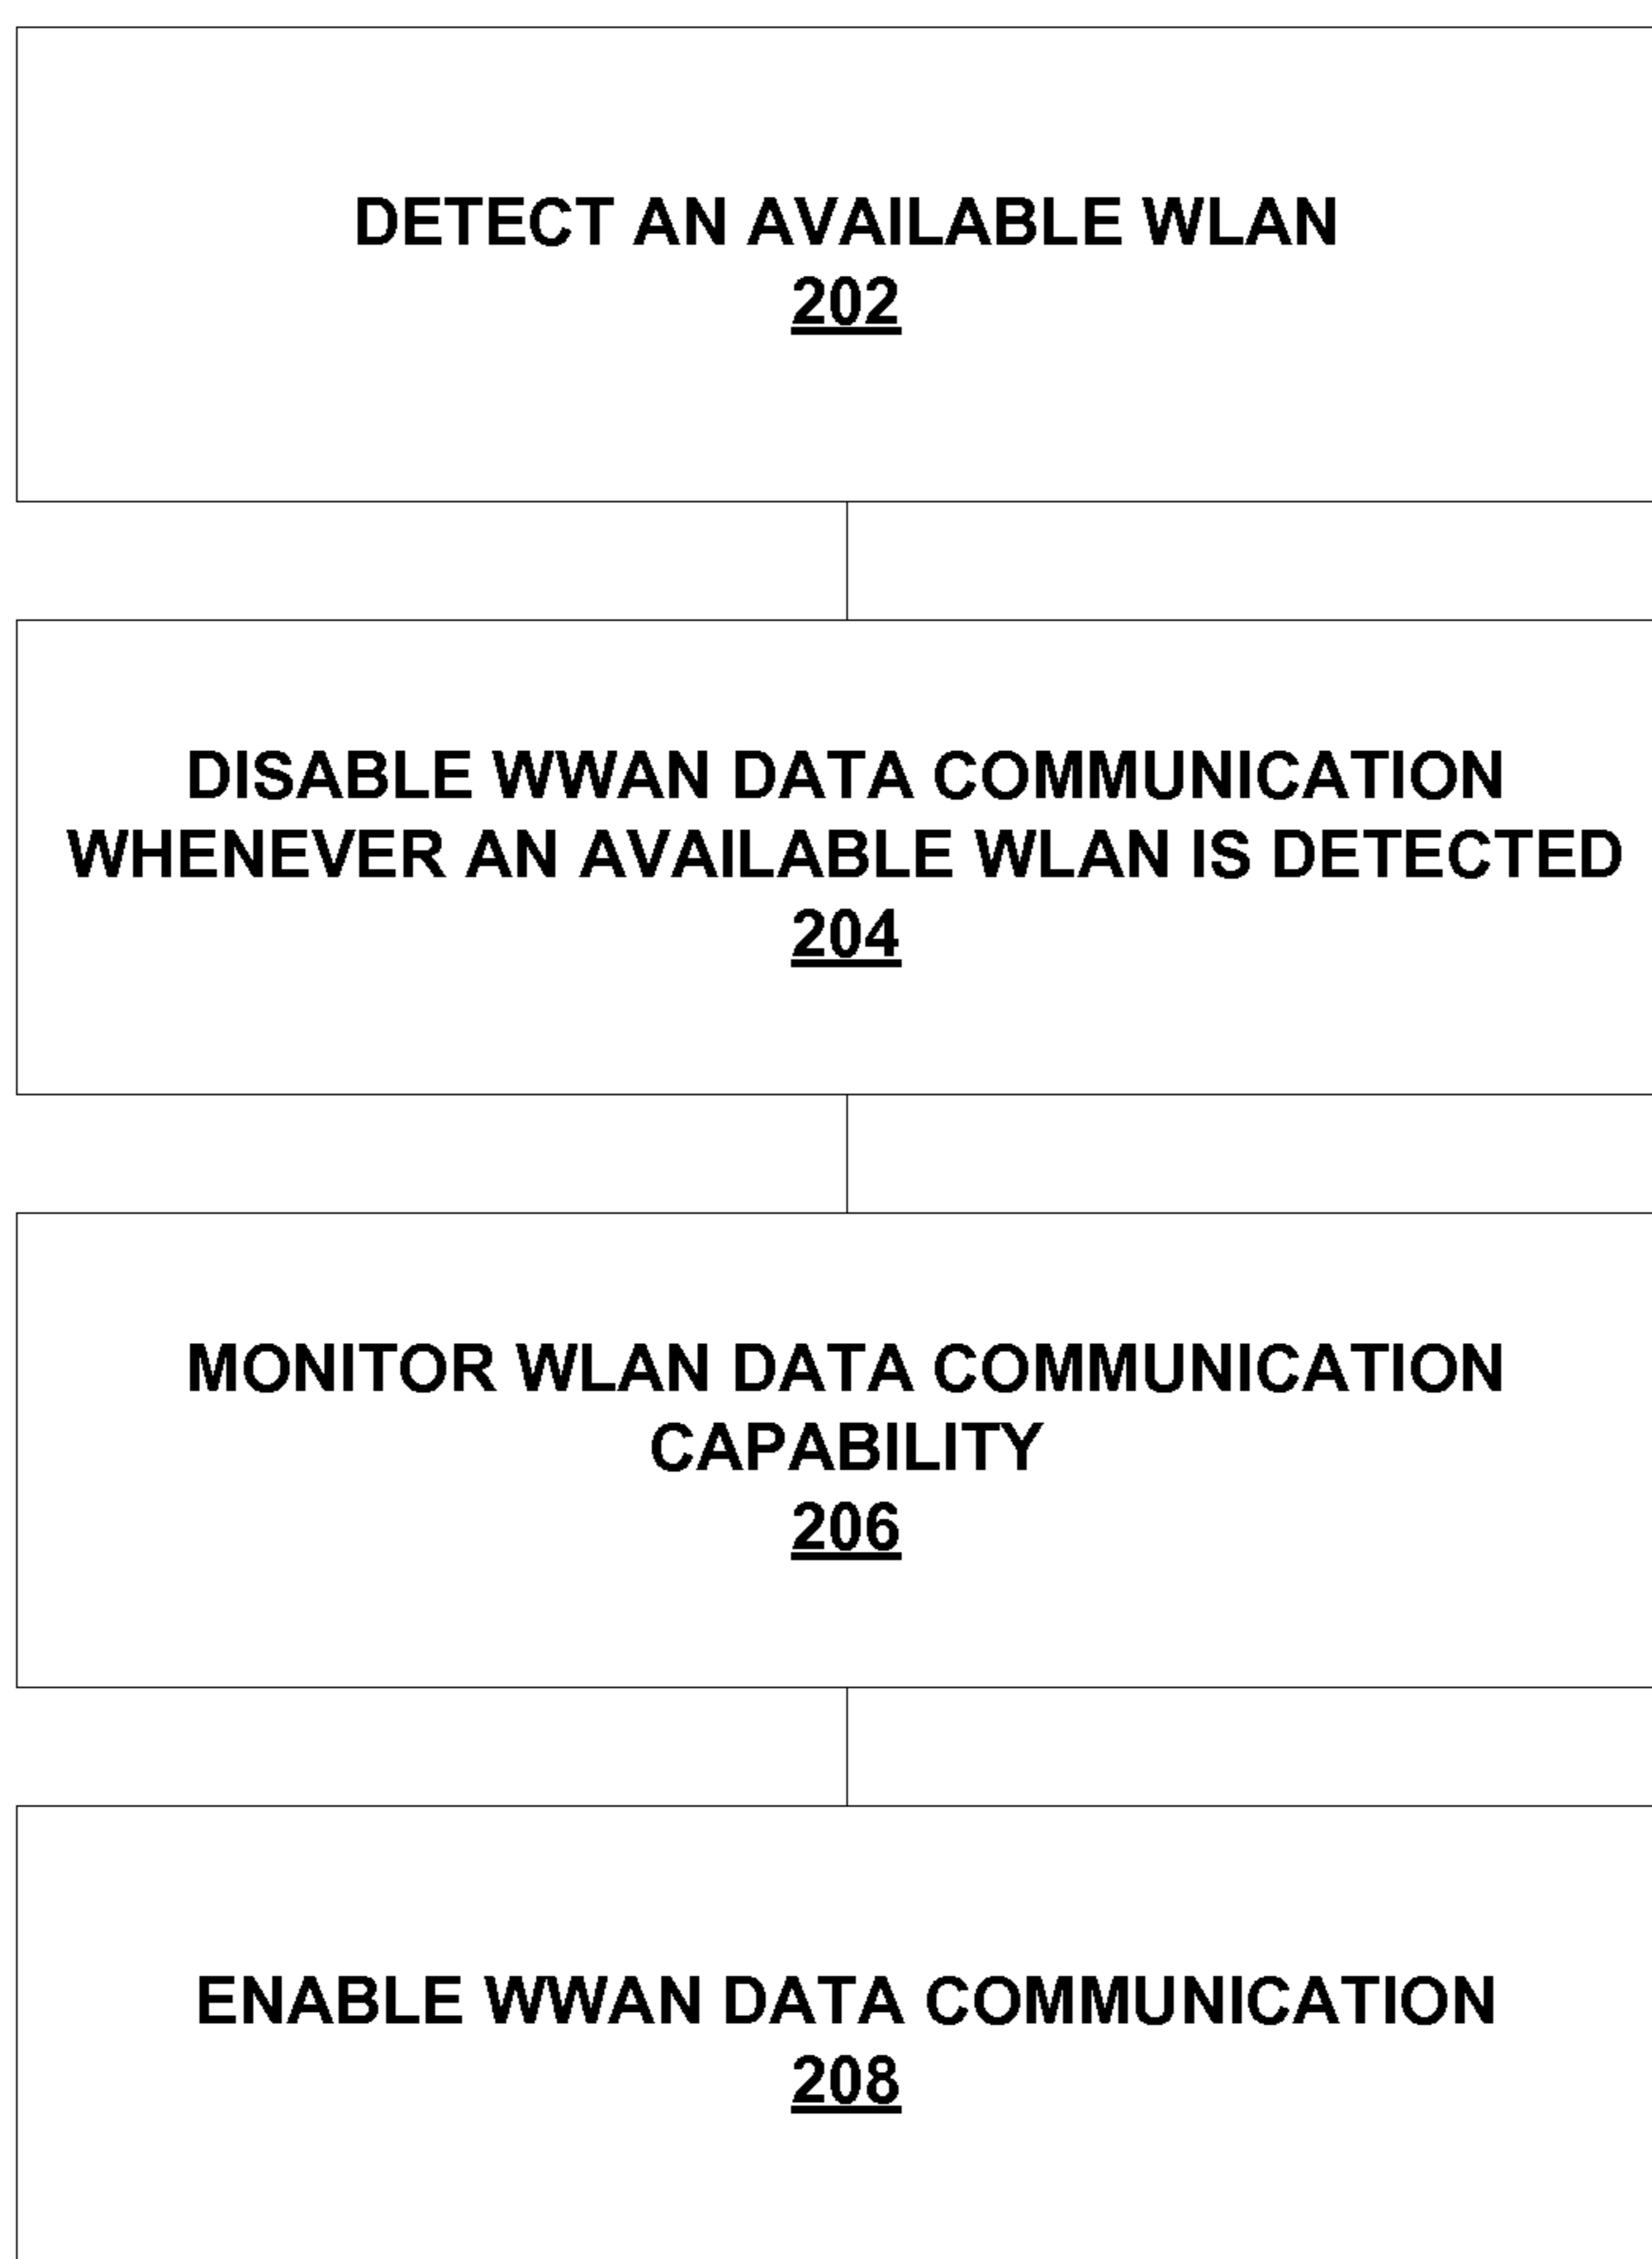 DETECT AN AVAILABLE WLAN
202
DISABLE WWAN DATA COMMUNICATION
WHENEVER AN AVAILABLE WLAN IS DETECTED
204
MONITOR WLAN DATA COMMUNICATION
CAPABILITY
206
ENABLE WWAN DATA COMMUNICATION
208